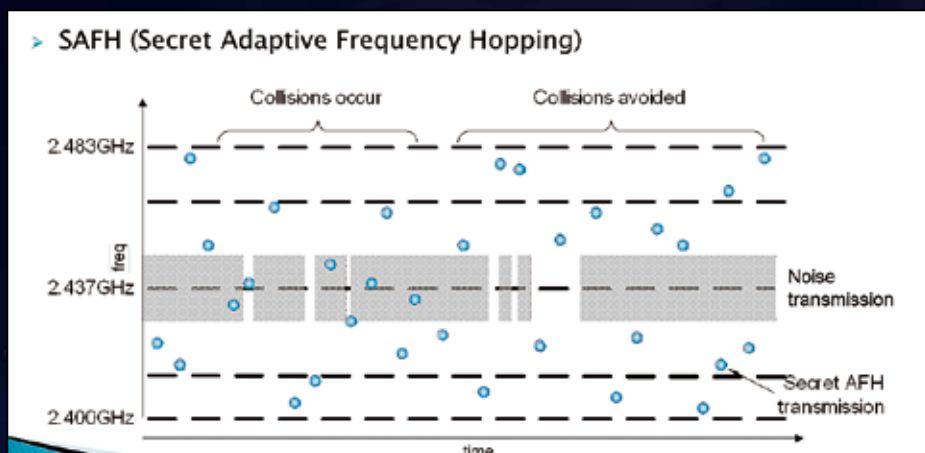 ➢ SAFH (Secret Adaptive Frequency Hopping)
Collisions occur
Collisions avoided
2.483GHz
freq
2.437GHz
Noise
transmission
Secret AFH
transmission
2.400GHz
time